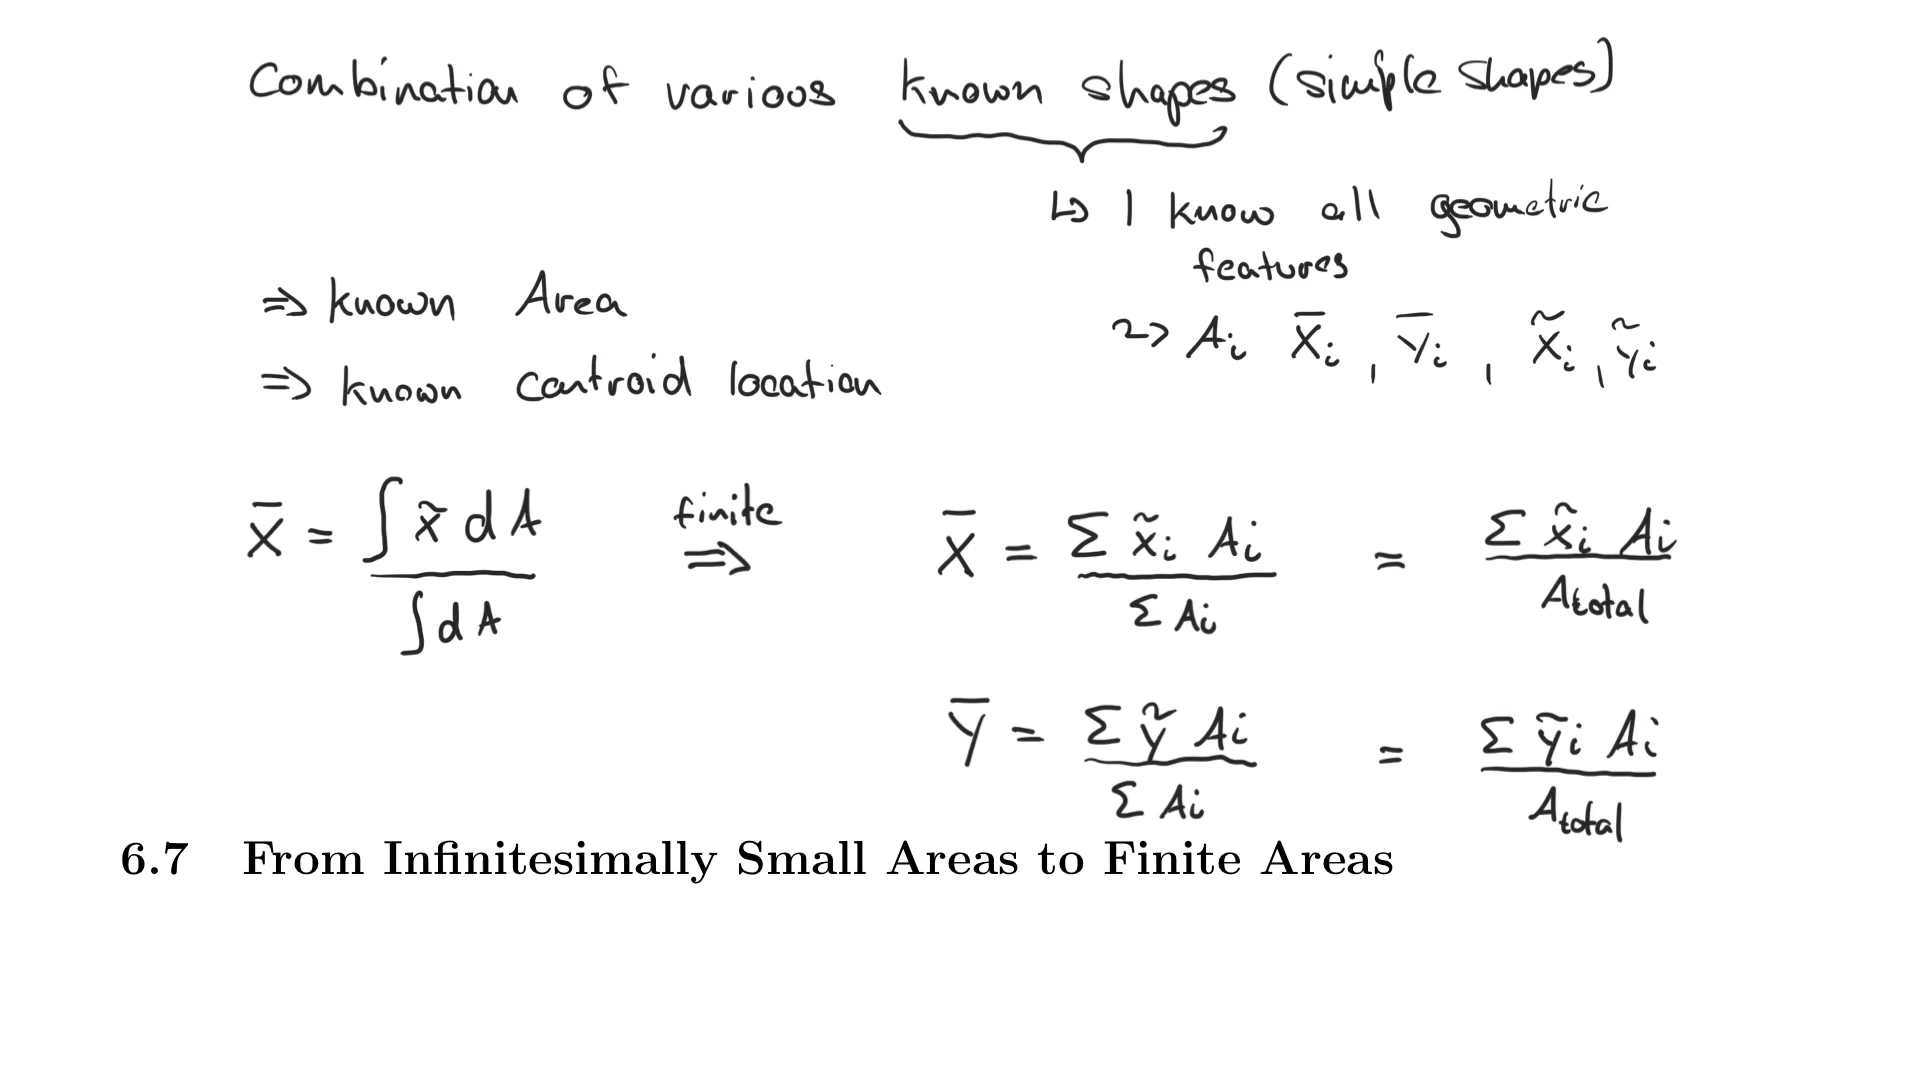 Combination of various known shapes (simple shapes)
↳ I know all geometric
features
⇒ known Area
⇝ Aᵢ X̄ᵢ , Ȳᵢ , x̃ᵢ , ỹᵢ
⇒ known centroid location
X̄ = ∫ x̃ dA / ∫ dA finite ⇒ X̄ = Σ x̃ᵢ Aᵢ / Σ Aᵢ = Σ x̃ᵢ Aᵢ / Atotal
Ȳ = Σ ỹ Aᵢ / Σ Aᵢ = Σ ỹᵢ Aᵢ / Atotal
6.7 From Infinitesimally Small Areas to Finite Areas